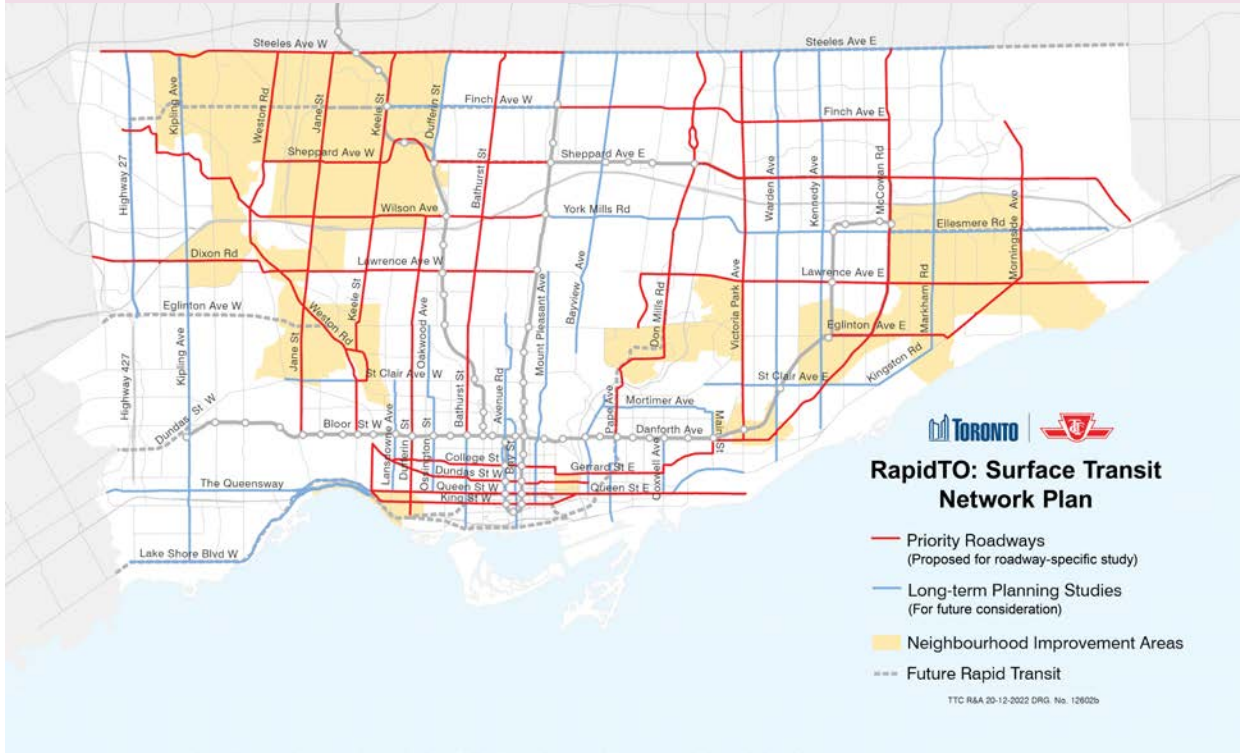 Steeles Ave W
Steeles Ave E
Kipling Ave
Weston Rd
Jane St
Keele St
Dufferin St
Finch Ave W
Finch Ave E
Bathurst St
Sheppard Ave W
Sheppard Ave E
Highway 27
Warden Ave
Kennedy Ave
McCowan Rd
Wilson Ave
York Mills Rd
Ellesmere Rd
Morningside Ave
Dixon Rd
Lawrence Ave W
Lawrence Ave E
Bayview Ave
Mount Pleasant Ave
Don Mills Rd
Victoria Park Ave
Markham Rd
Eglinton Ave W
Eglinton Ave E
Weston Rd
Keele St
Oakwood Ave
Highway 427
Kipling Ave
Jane St
St Clair Ave W
St Clair Ave E
Kingston Rd
Bathurst St
Avenue Rd
Pape Ave
Mortimer Ave
Main St
Dundas St W
Bloor St W
Danforth Ave
Lansdowne Ave
Dufferin St
Ossington St
Bay St
Coxwell Ave
College St
Gerrard St E
Dundas St W
The Queensway
Queen St W
Queen St E
King St W
Lake Shore Blvd W
TORONTO
TTC
RapidTO: Surface Transit
Network Plan
Priority Roadways
(Proposed for roadway-specific study)
Long-term Planning Studies
(For future consideration)
Neighbourhood Improvement Areas
Future Rapid Transit
TTC R&A 20-12-2022 DRG. No. 12602b